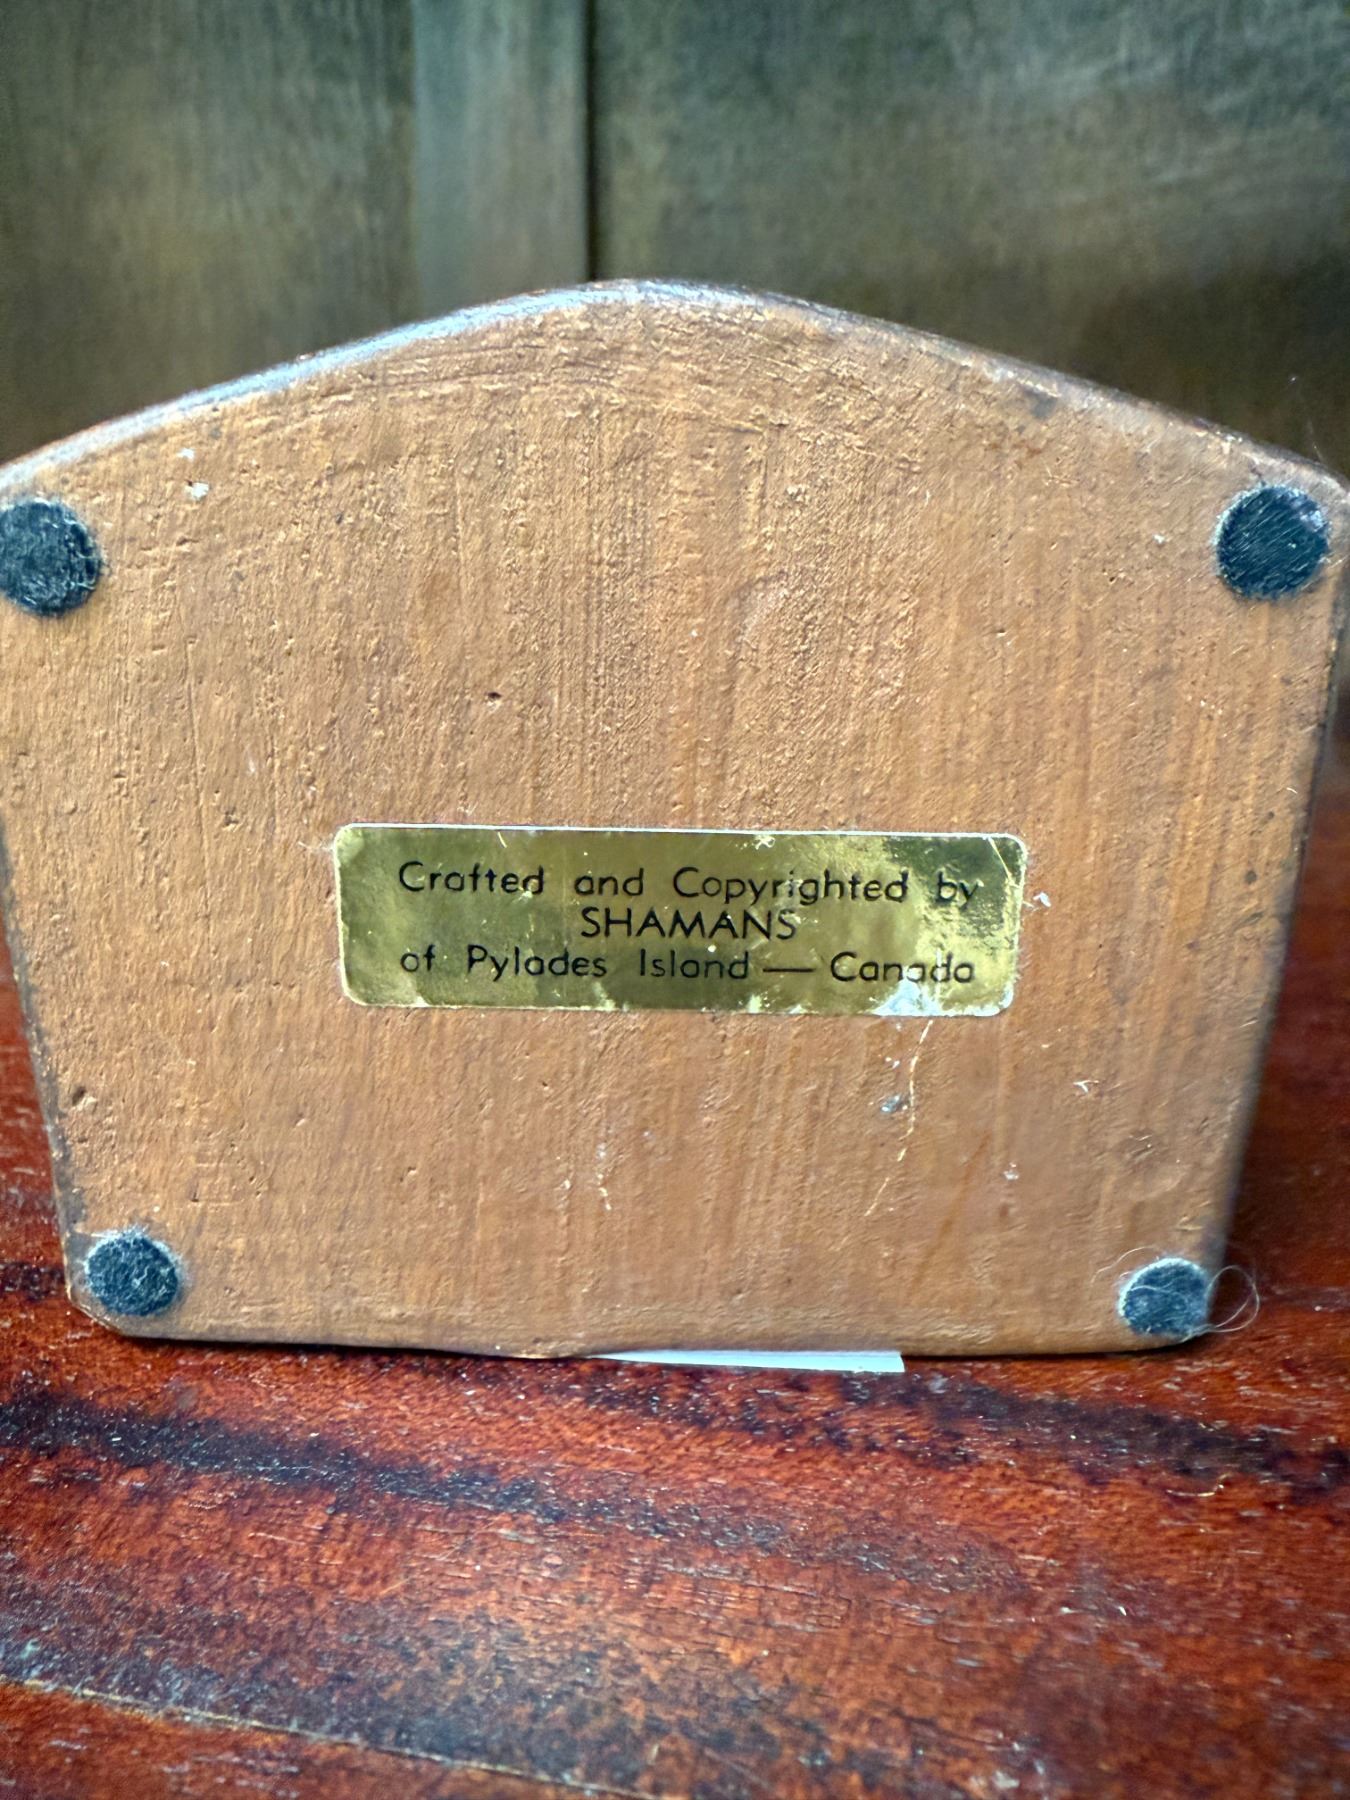 Crafted and Copyrighted by
SHAMANS
of Pylades Island — Canada